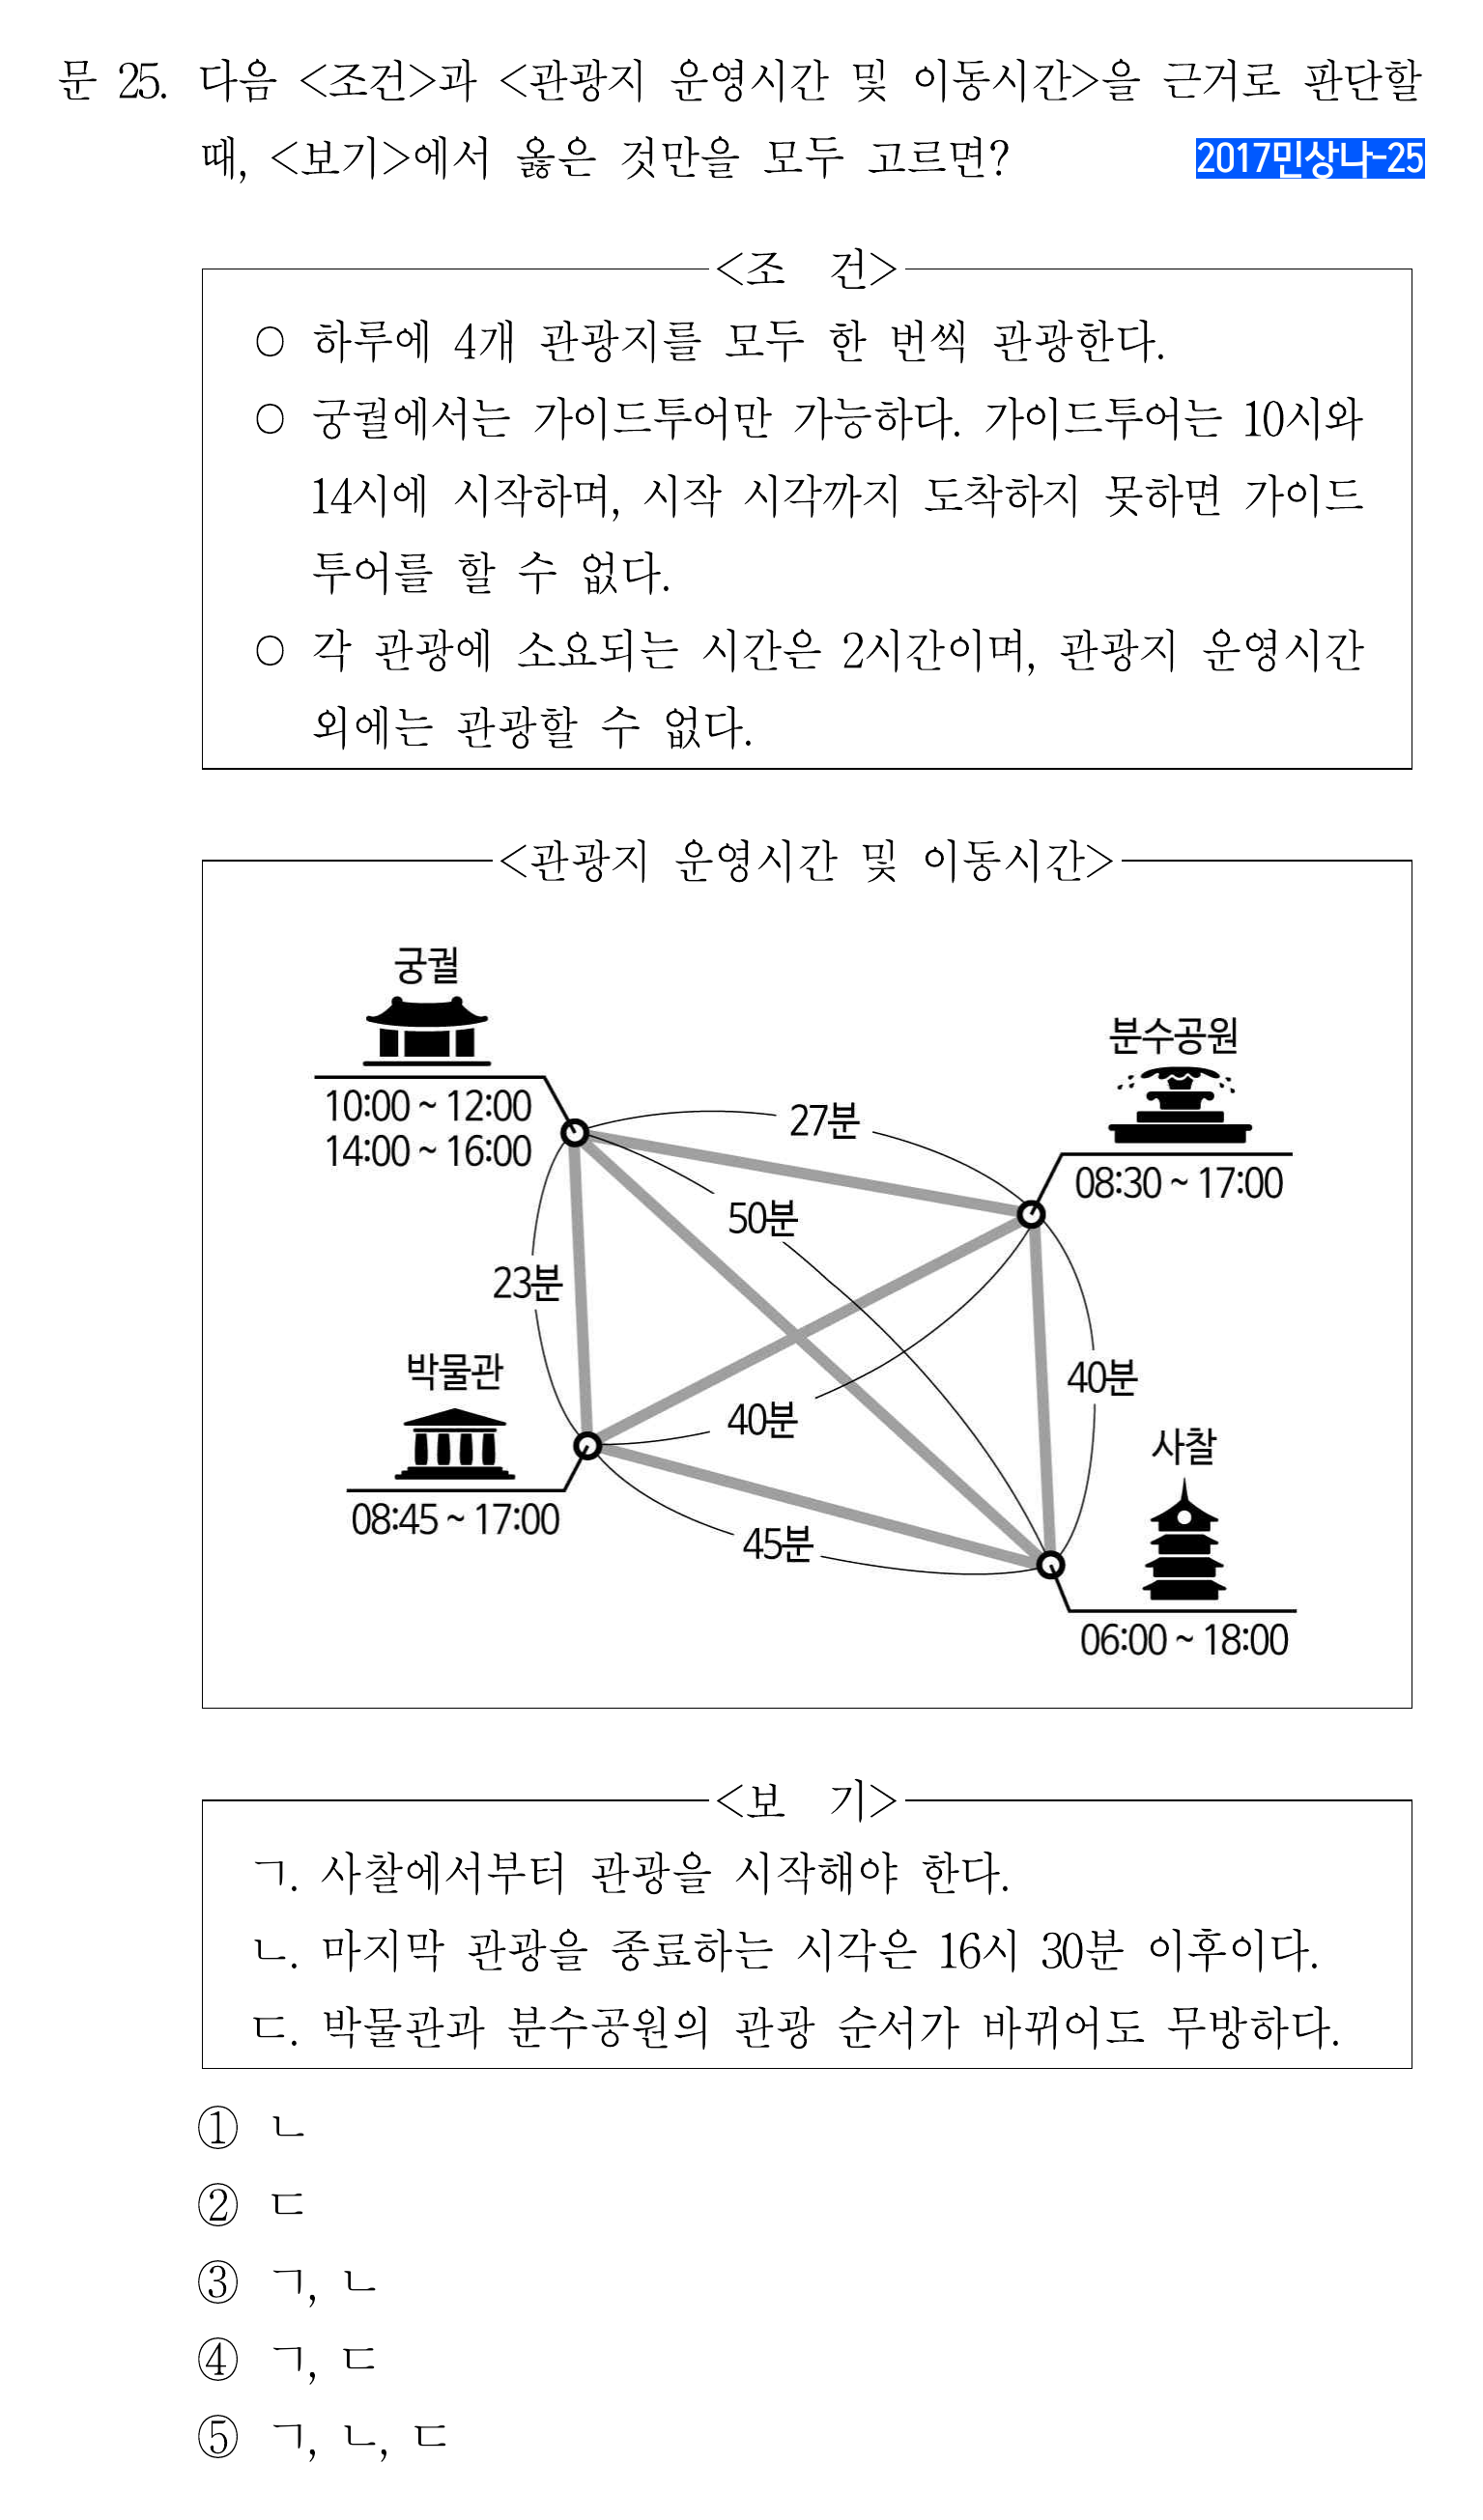 문 25. 다음 <조건>과 <관광지 운영시간 및 이동시간>을 근거로 판단할
때, <보기>에서 옳은 것만을 모두 고르면?
2017민상나-25
<조 건>
○ 하루에 4개 관광지를 모두 한 번씩 관광한다.
○ 궁궐에서는 가이드투어만 가능하다. 가이드투어는 10시와
14시에 시작하며, 시작 시각까지 도착하지 못하면 가이드
투어를 할 수 없다.
○ 각 관광에 소요되는 시간은 2시간이며, 관광지 운영시간
외에는 관광할 수 없다.
<관광지 운영시간 및 이동시간>
궁궐
10:00 ~ 12:00
14:00 ~ 16:00
분수공원
08:30 ~ 17:00
27분
50분
23분
박물관
08:45 ~ 17:00
40분
40분
45분
사찰
06:00 ~ 18:00
<보 기>
ㄱ. 사찰에서부터 관광을 시작해야 한다.
ㄴ. 마지막 관광을 종료하는 시각은 16시 30분 이후이다.
ㄷ. 박물관과 분수공원의 관광 순서가 바뀌어도 무방하다.
① ㄴ
② ㄷ
③ ㄱ, ㄴ
④ ㄱ, ㄷ
⑤ ㄱ, ㄴ, ㄷ